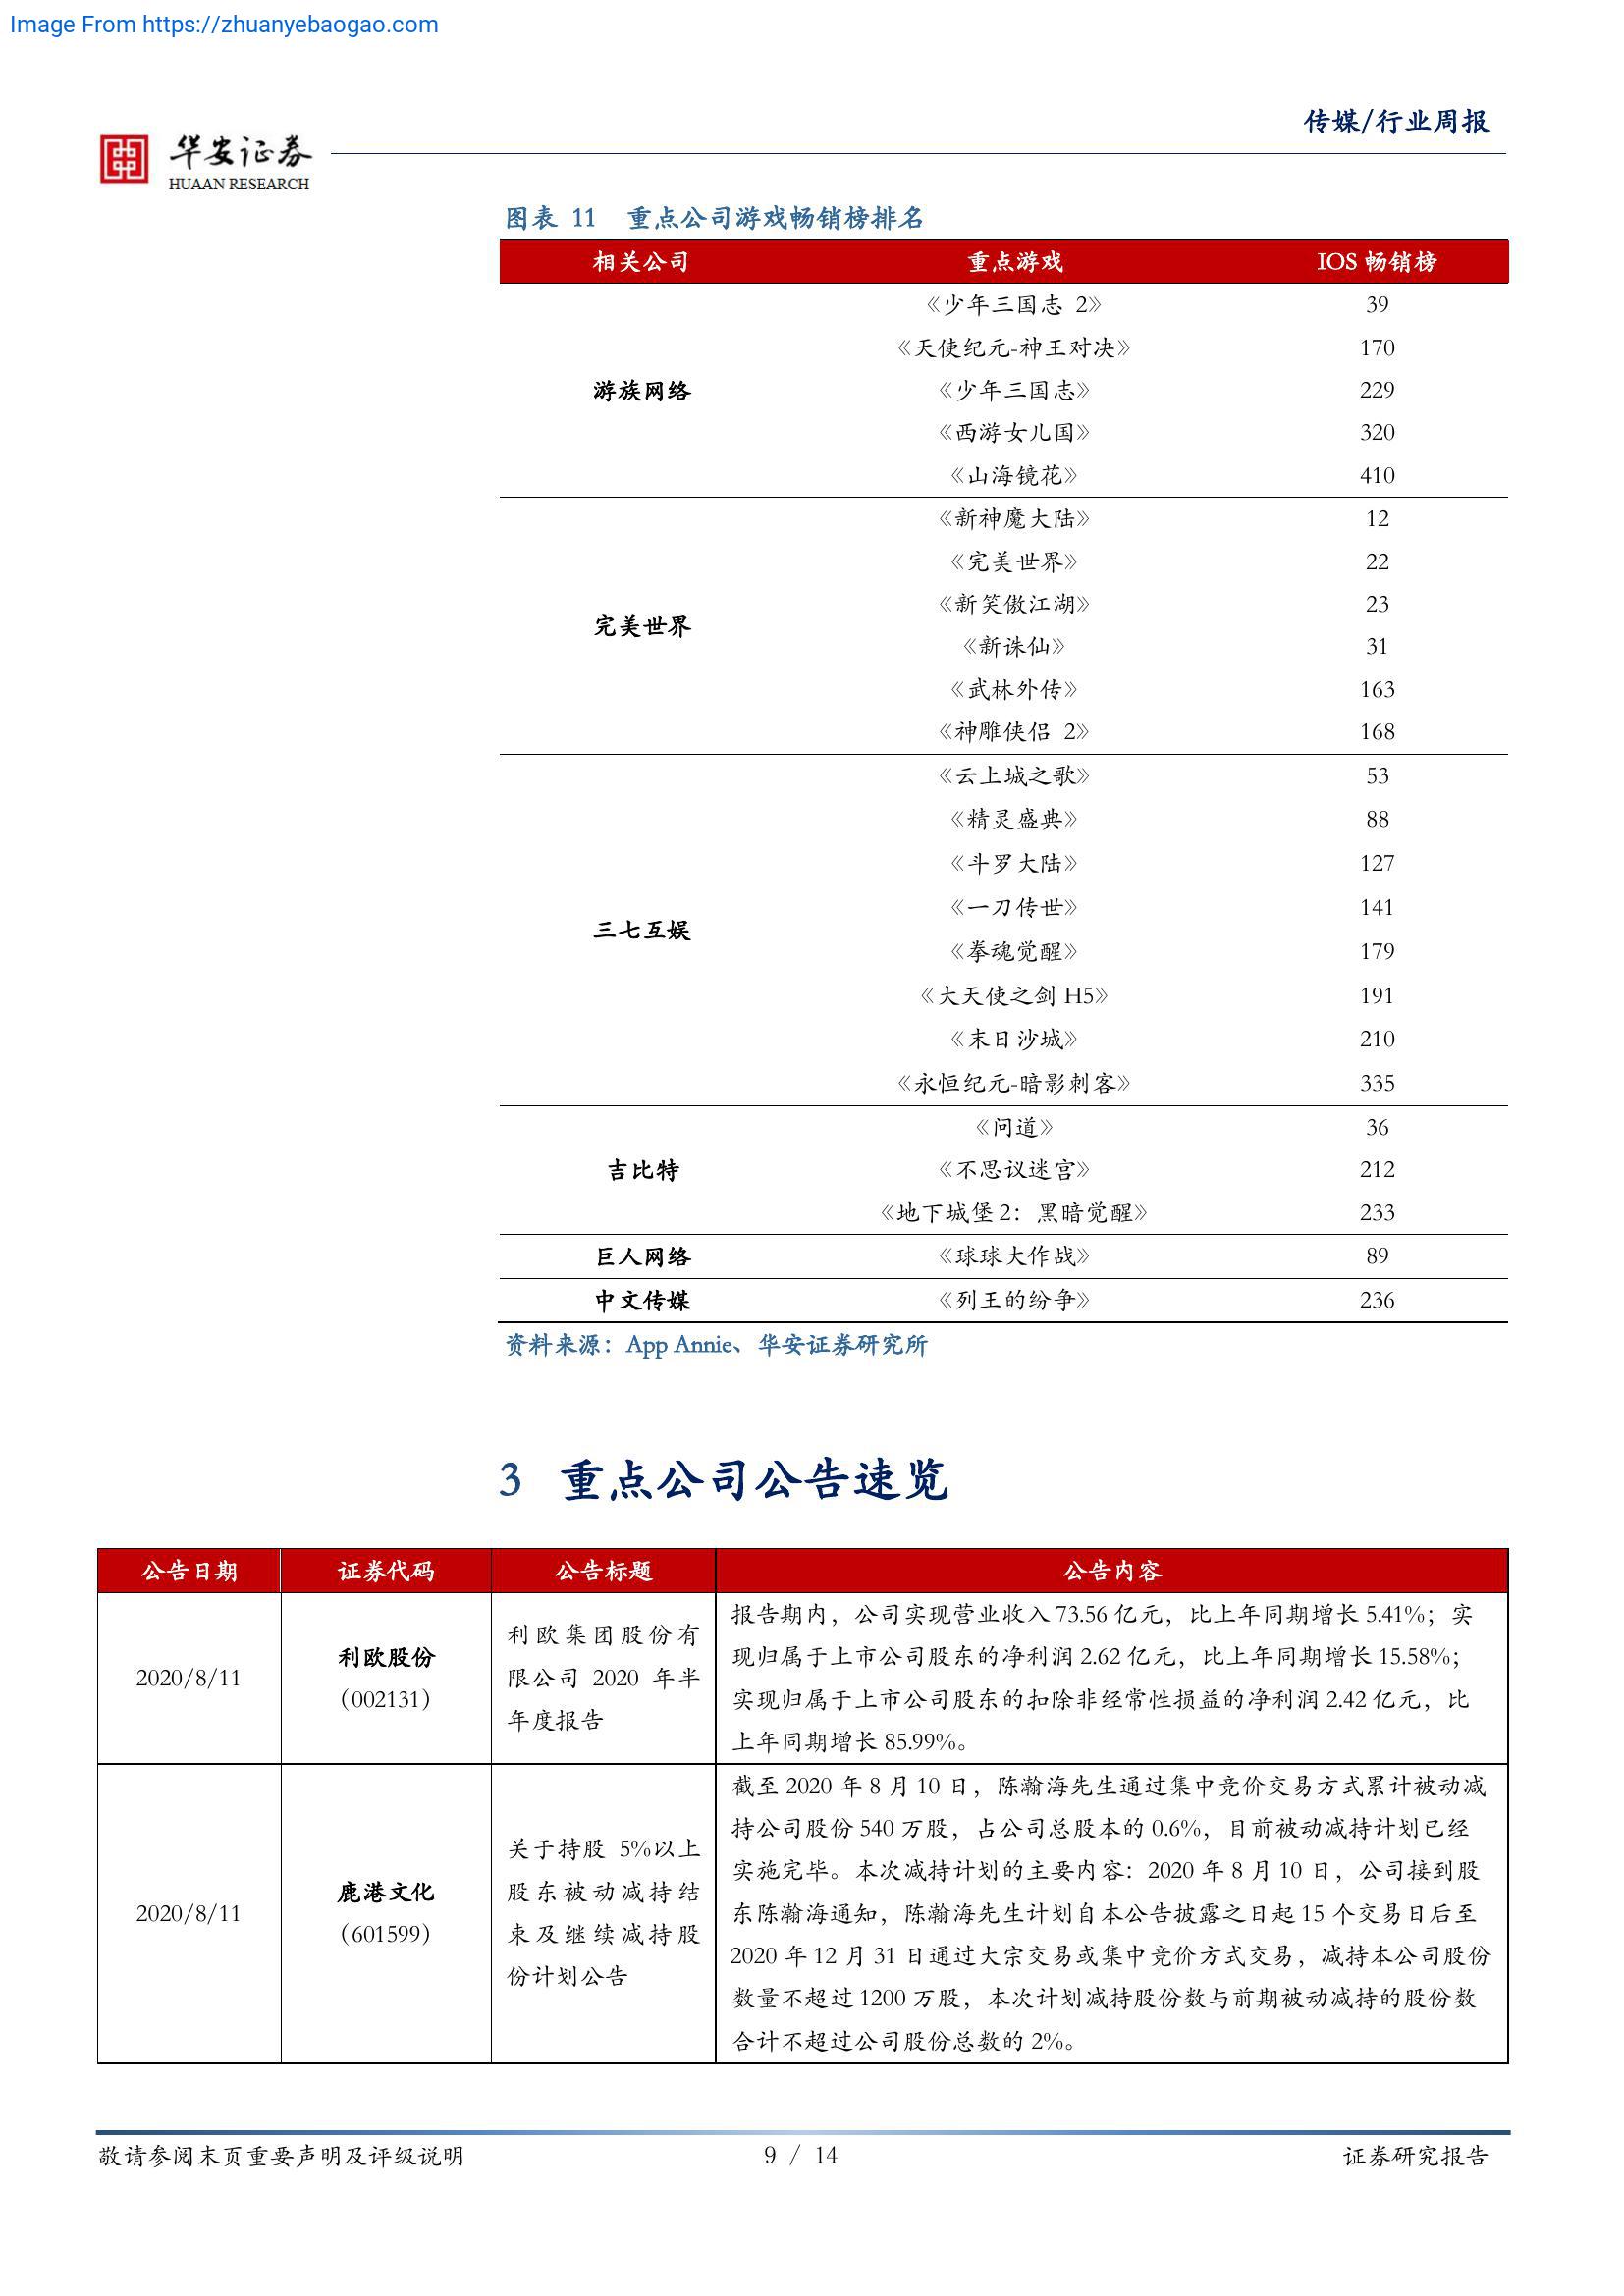 Image From https://zhuanyebaogao.com
传媒/行业周报
华安证券
HUAAN RESEARCH
图表 11 重点公司游戏畅销榜排名
相关公司 重点游戏 IOS 畅销榜
《少年三国志 2》 39
《天使纪元-神王对决》 170
游族网络 《少年三国志》 229
《西游女儿国》 320
《山海镜花》 410
《新神魔大陆》 12
《完美世界》 22
《新笑傲江湖》 23
完美世界
《新诛仙》 31
《武林外传》 163
《神雕侠侣 2》 168
《云上城之歌》 53
《精灵盛典》 88
《斗罗大陆》 127
《一刀传世》 141
三七互娱
《拳魂觉醒》 179
《大天使之剑 H5》 191
《末日沙城》 210
《永恒纪元-暗影刺客》 335
《问道》 36
吉比特 《不思议迷宫》 212
《地下城堡 2：黑暗觉醒》 233
巨人网络 《球球大作战》 89
中文传媒 《列王的纷争》 236
资料来源：App Annie、华安证券研究所
3 重点公司公告速览
公告日期 证券代码 公告标题 公告内容
2020/8/11
利欧股份
（002131）
利欧集团股份有
限公司 2020 年半
年度报告
报告期内，公司实现营业收入 73.56 亿元，比上年同期增长 5.41%；实
现归属于上市公司股东的净利润 2.62 亿元，比上年同期增长 15.58%；
实现归属于上市公司股东的扣除非经常性损益的净利润 2.42 亿元，比
上年同期增长 85.99%。
2020/8/11
鹿港文化
（601599）
关于持股 5%以上
股东被动减持结
束及继续减持股
份计划公告
截至 2020 年 8 月 10 日，陈瀚海先生通过集中竞价交易方式累计被动减
持公司股份 540 万股，占公司总股本的 0.6%，目前被动减持计划已经
实施完毕。本次减持计划的主要内容：2020 年 8 月 10 日，公司接到股
东陈瀚海通知，陈瀚海先生计划自本公告披露之日起 15 个交易日后至
2020 年 12 月 31 日通过大宗交易或集中竞价方式交易，减持本公司股份
数量不超过 1200 万股，本次计划减持股份数与前期被动减持的股份数
合计不超过公司股份总数的 2%。
敬请参阅末页重要声明及评级说明 9 / 14 证券研究报告